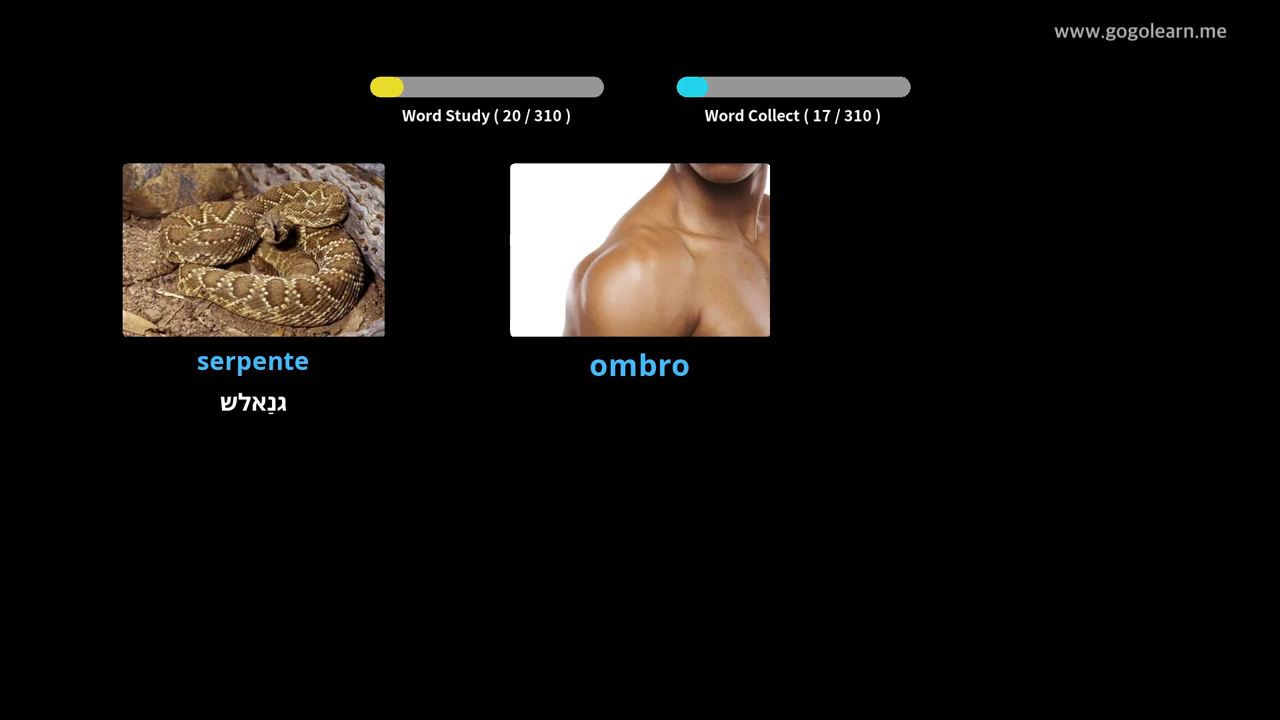 www.gogolearn.me
Word Study ( 20 / 310 )
Word Collect ( 17 / 310 )
serpente
ombro
גנַאלש